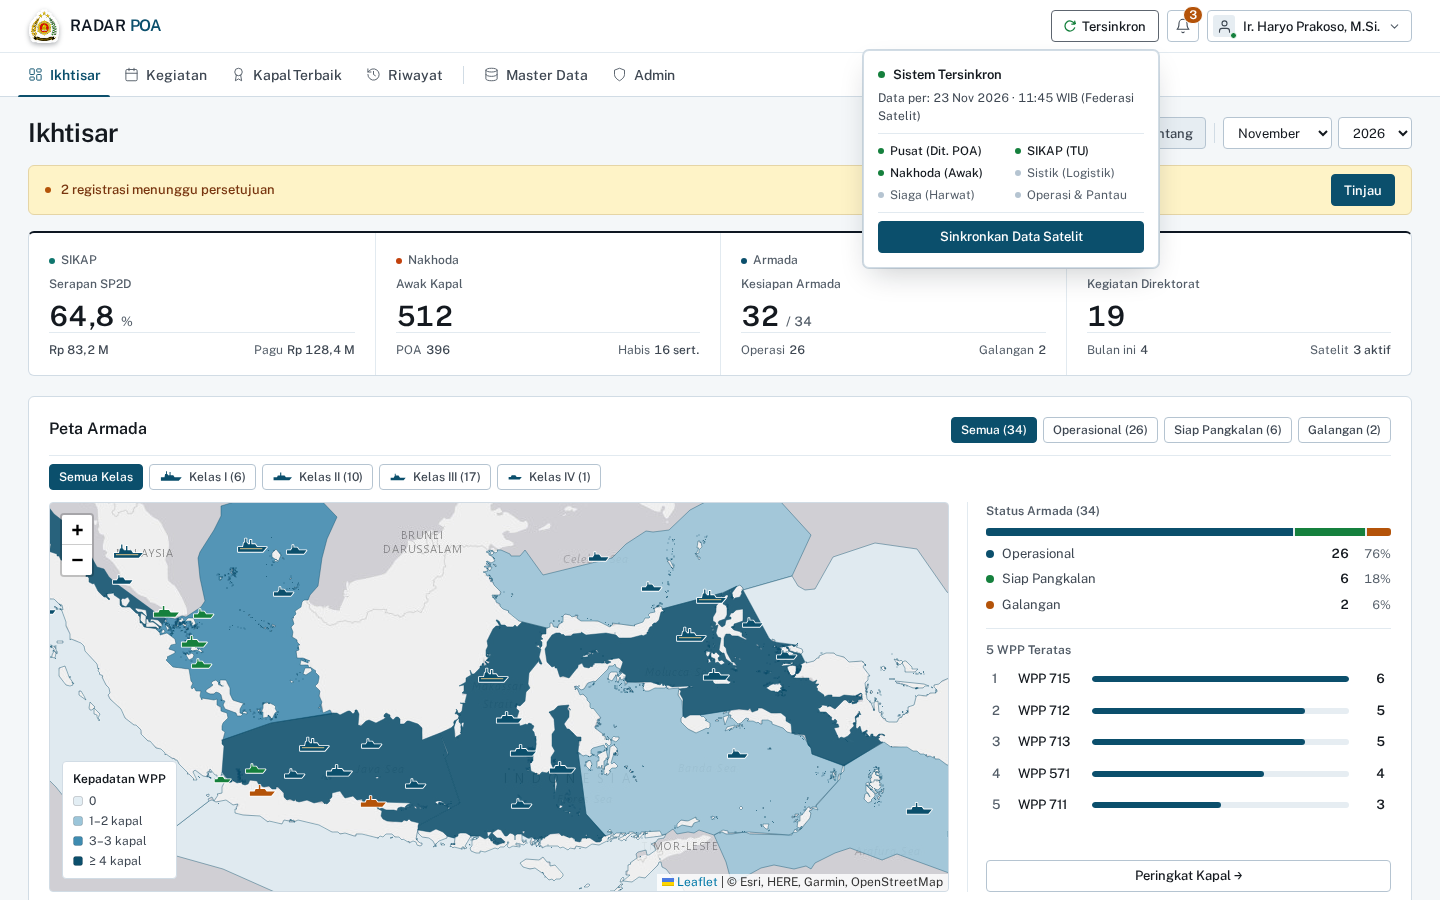 RADAR POA
Tersinkron
3
Ir. Haryo Prakoso, M.Si.
Ikhtisar
Kegiatan
Kapal Terbaik
Riwayat
Master Data
Admin
Sistem Tersinkron
Data per: 23 Nov 2026 · 11:45 WIB (Federasi
Satelit)
Pusat (Dit. POA)
SIKAP (TU)
Nakhoda (Awak)
Sistik (Logistik)
Siaga (Harwat)
Operasi & Pantau
Sinkronkan Data Satelit
Ikhtisar
ntang
November
2026
2 registrasi menunggu persetujuan
Tinjau
SIKAP
Serapan SP2D
64,8 %
Rp 83,2 M
Pagu Rp 128,4 M
Nakhoda
Awak Kapal
512
POA 396
Habis 16 sert.
Armada
Kesiapan Armada
32 / 34
Operasi 26
Galangan 2
Kegiatan Direktorat
19
Bulan ini 4
Satelit 3 aktif
Peta Armada
Semua (34)
Operasional (26)
Siap Pangkalan (6)
Galangan (2)
Semua Kelas
Kelas I (6)
Kelas II (10)
Kelas III (17)
Kelas IV (1)
+
−
AYSIA
BRUNEI
DARUSSALAM
MOR-LESTE
Kepadatan WPP
0
1–2 kapal
3–3 kapal
≥ 4 kapal
Leaflet | © Esri, HERE, Garmin, OpenStreetMap
Status Armada (34)
Operasional 26 76%
Siap Pangkalan 6 18%
Galangan 2 6%
5 WPP Teratas
1 WPP 715 6
2 WPP 712 5
3 WPP 713 5
4 WPP 571 4
5 WPP 711 3
Peringkat Kapal →